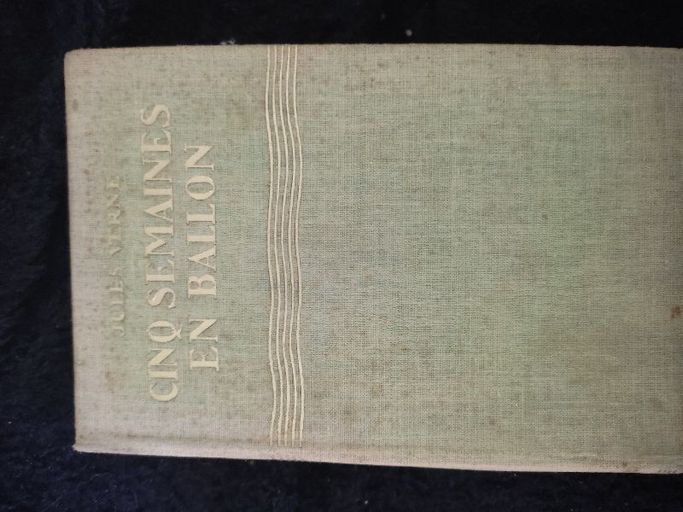 JULES VERNE
CINQ SEMAINES
EN BALLON